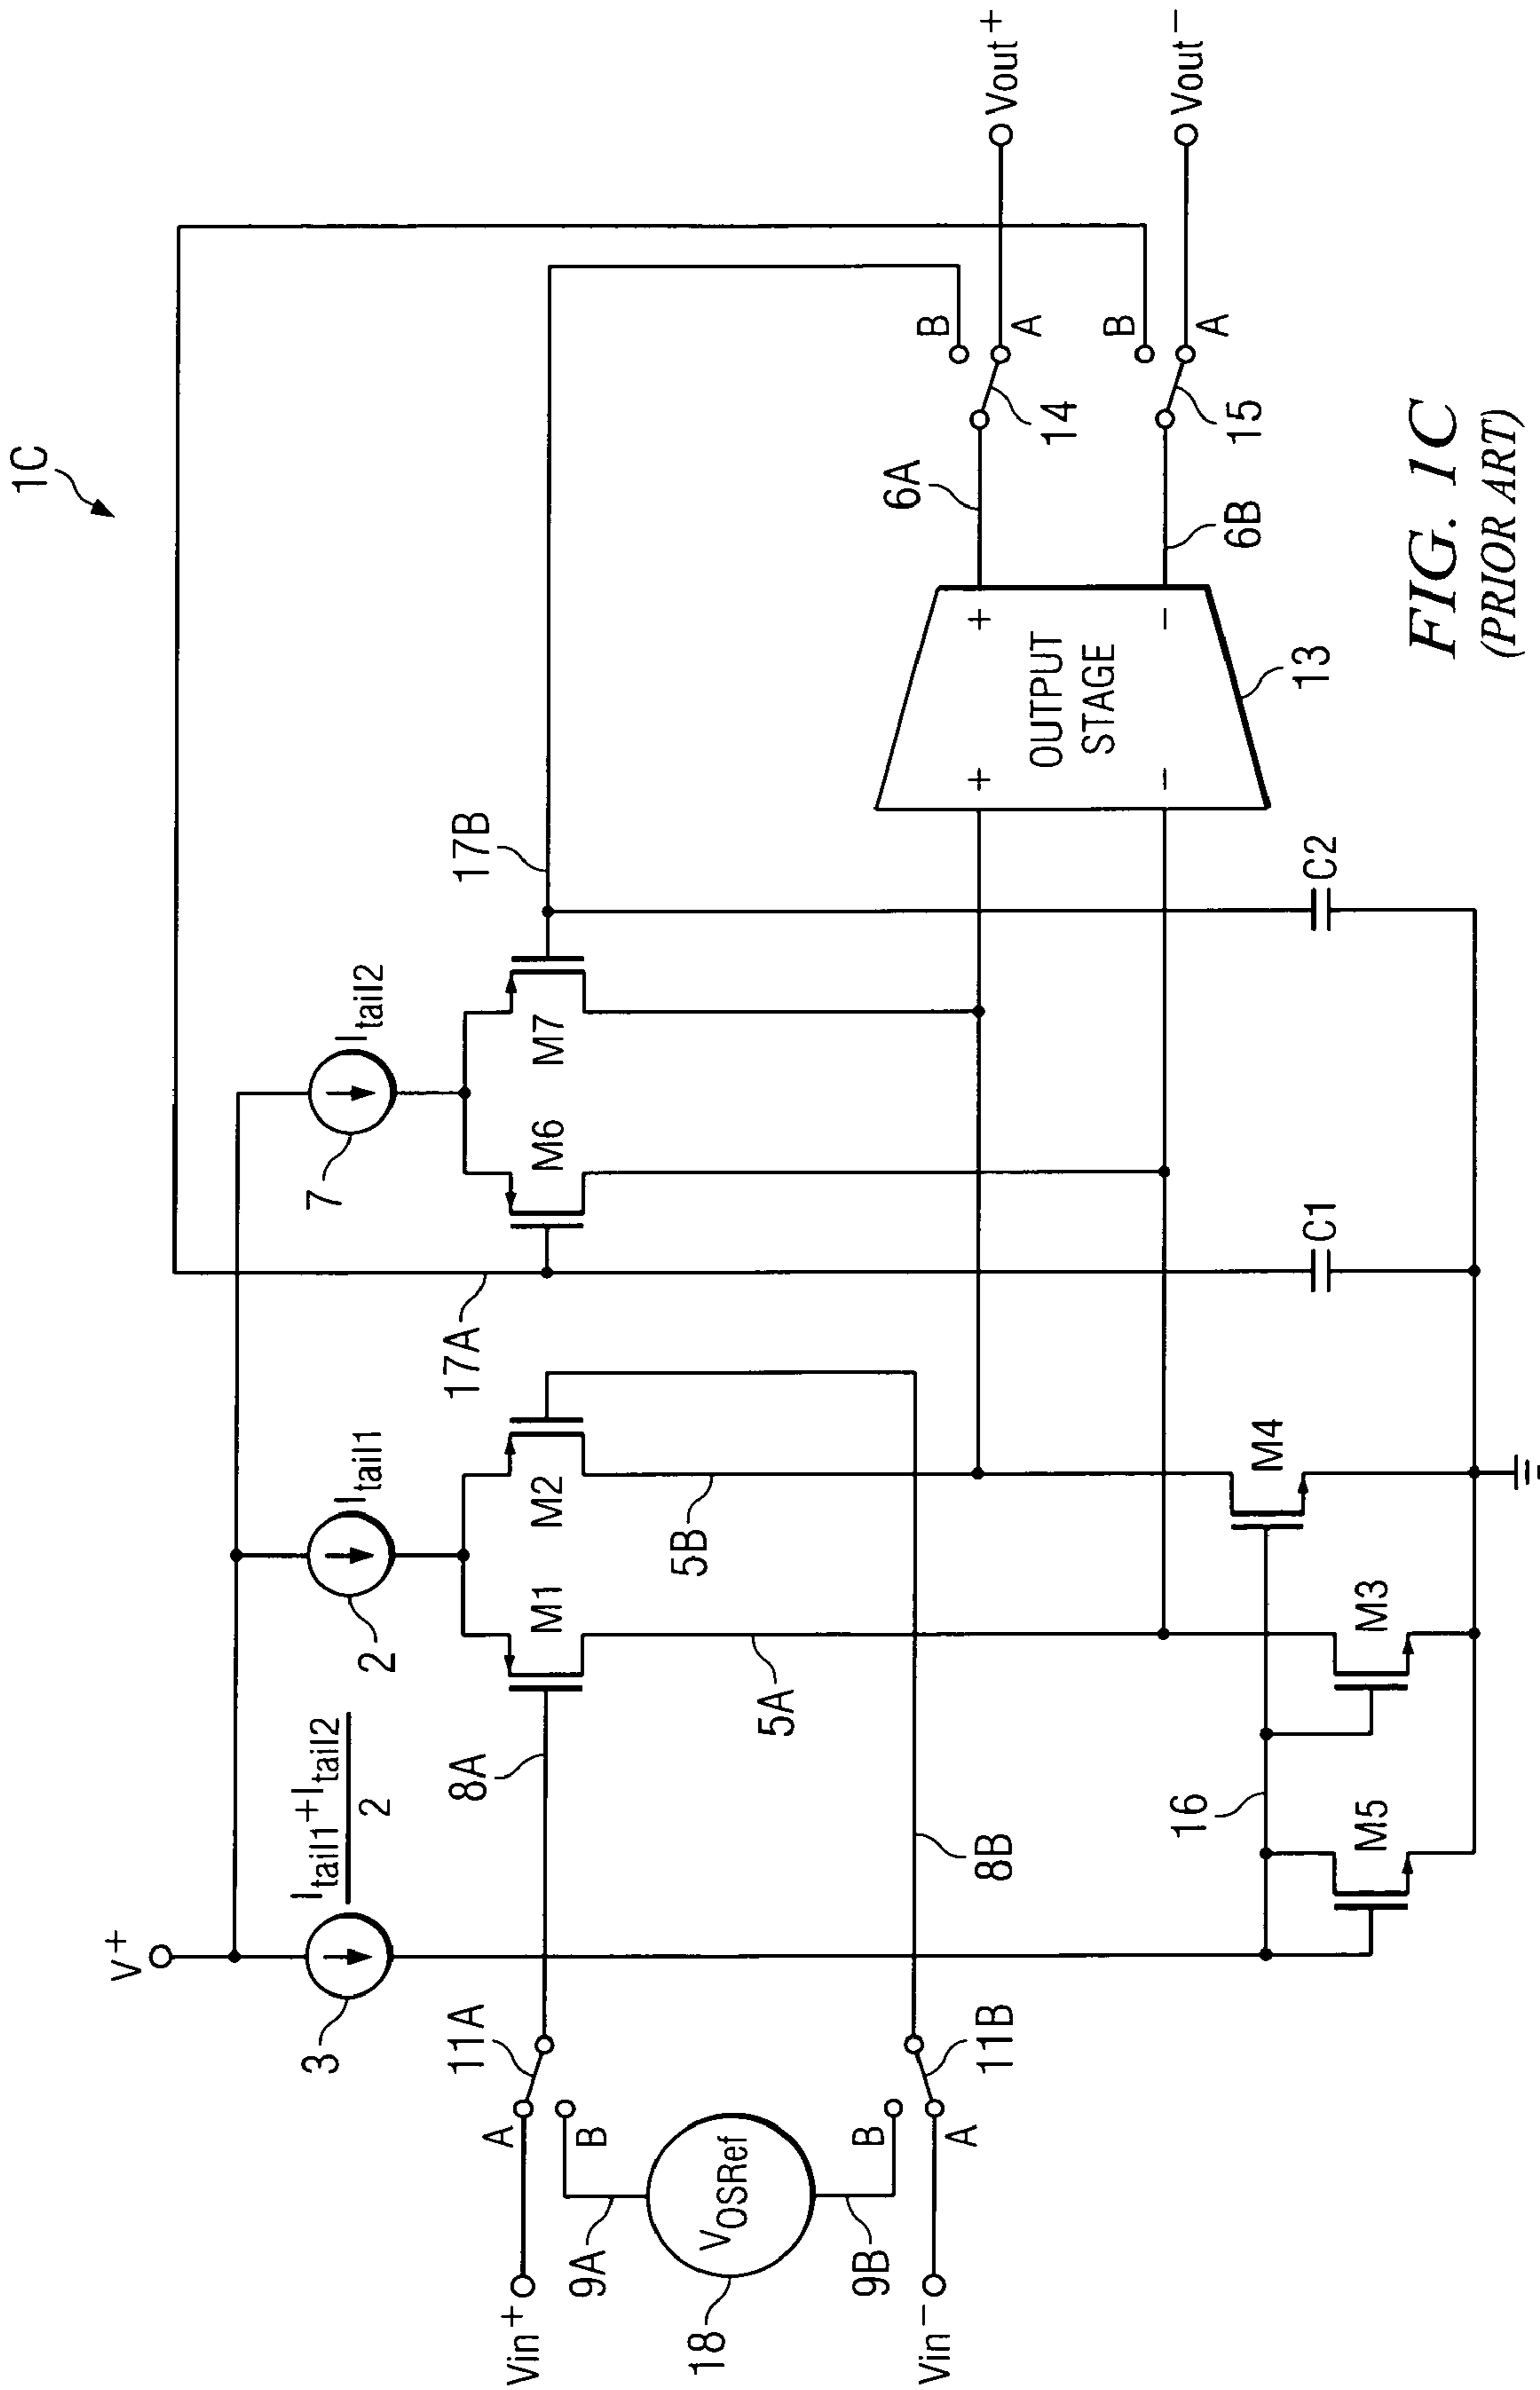 1C
V+
3
Itail1+Itail2
2
2
Itail1
7
Itail2
17A
17B
M1
M2
M6
M7
8A
5A
5B
8B
11A
A
B
Vin+
9A
VOSRef
18
9B
B
A
11B
Vin−
16
M5
M3
M4
C1
C2
+
−
OUTPUT
STAGE
+
−
13
6A
6B
14
15
B
A
B
A
Vout+
Vout−
FIG. 1C
(PRIOR ART)